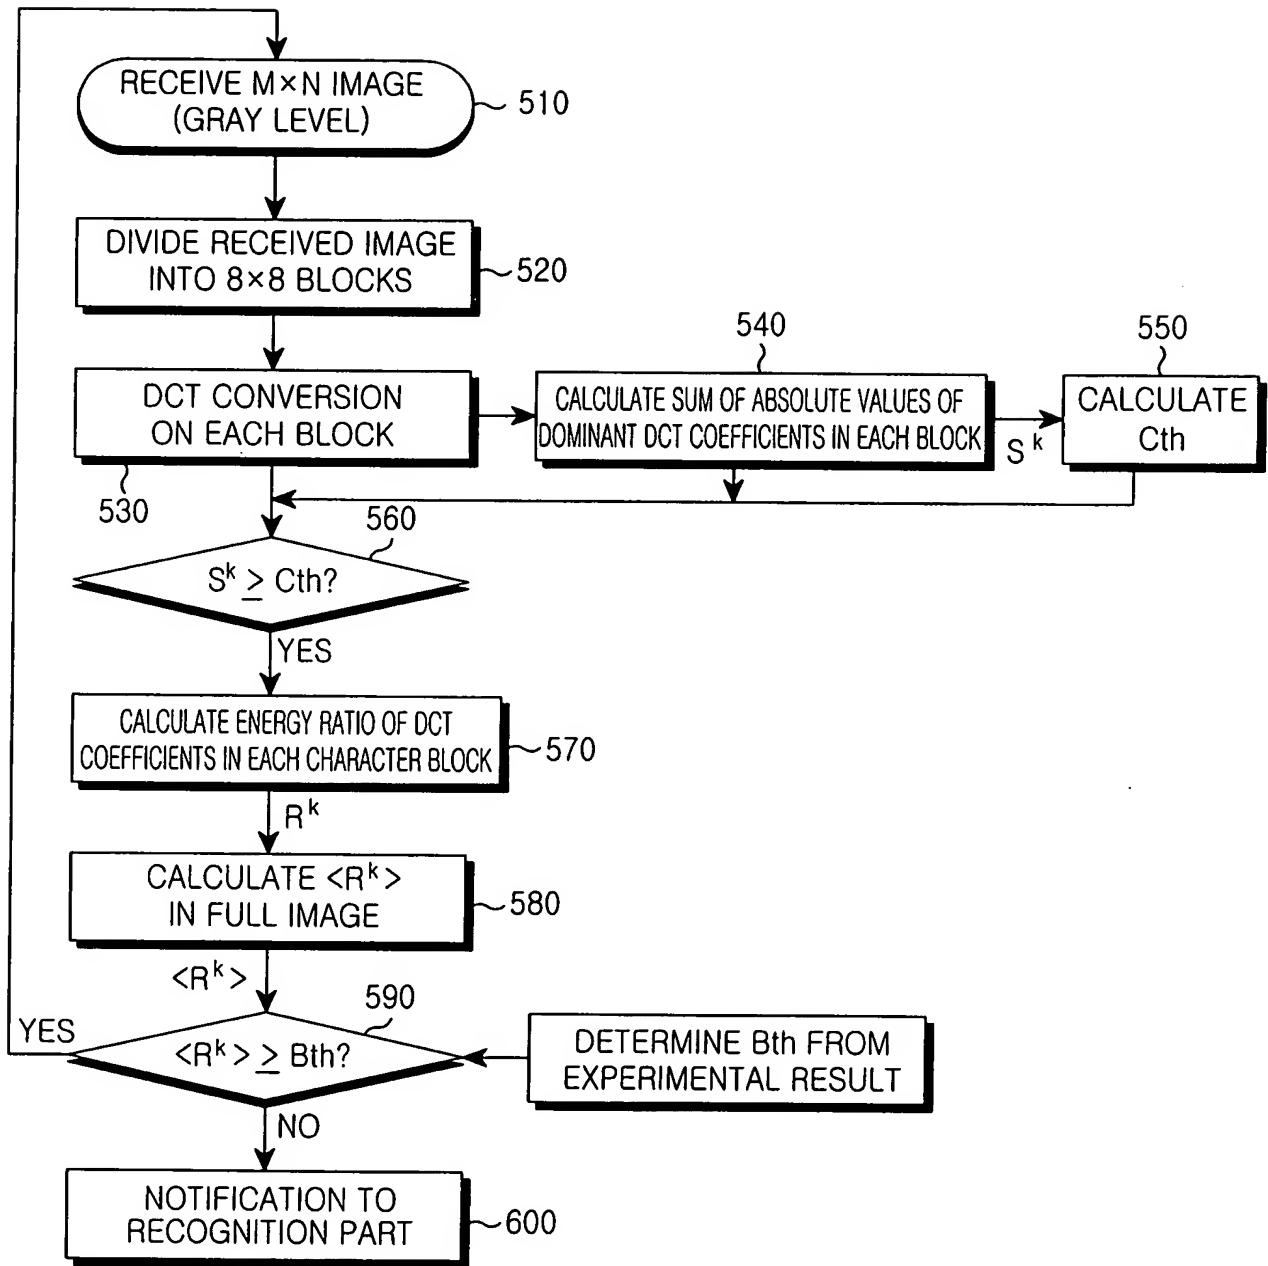 RECEIVE M×N IMAGE
(GRAY LEVEL)
510
DIVIDE RECEIVED IMAGE
INTO 8×8 BLOCKS
520
DCT CONVERSION
ON EACH BLOCK
530
540
CALCULATE SUM OF ABSOLUTE VALUES OF
DOMINANT DCT COEFFICIENTS IN EACH BLOCK
S^k
550
CALCULATE
Cth
560
S^k ≥ Cth?
YES
CALCULATE ENERGY RATIO OF DCT
COEFFICIENTS IN EACH CHARACTER BLOCK
570
R^k
CALCULATE <R^k>
IN FULL IMAGE
580
<R^k>
590
YES
<R^k> ≥ Bth?
DETERMINE Bth FROM
EXPERIMENTAL RESULT
NO
NOTIFICATION TO
RECOGNITION PART
600